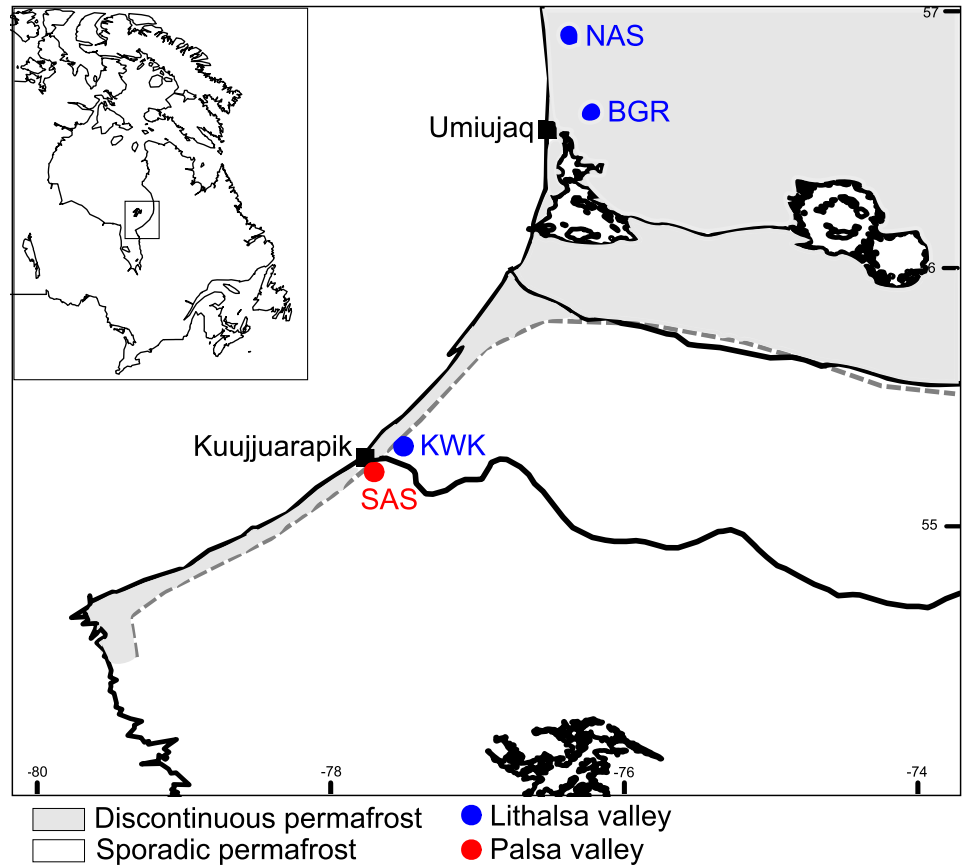 57
NAS
BGR
Umiujaq
6
Kuujjuarapik
KWK
SAS
55
-80
-78
-76
-74
Discontinuous permafrost
Lithalsa valley
Sporadic permafrost
Palsa valley